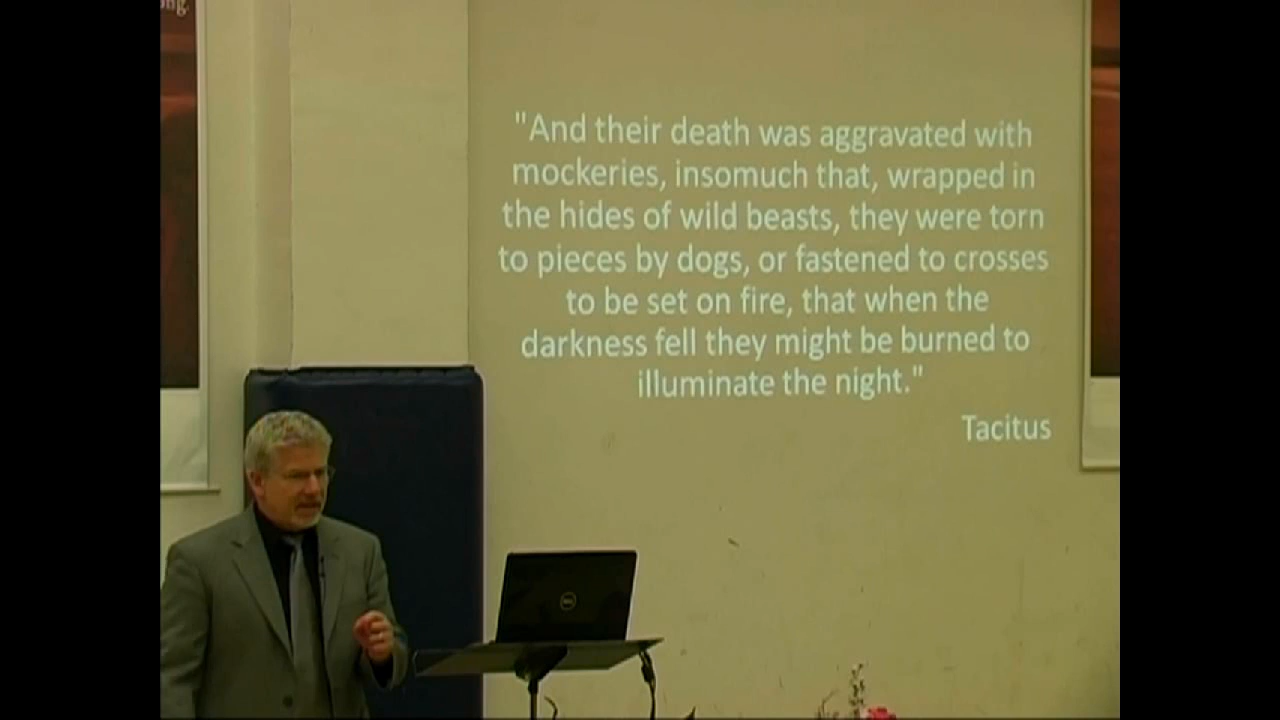 ong.
"And their death was aggravated with
mockeries, insomuch that, wrapped in
the hides of wild beasts, they were torn
to pieces by dogs, or fastened to crosses
to be set on fire, that when the
darkness fell they might be burned to
illuminate the night."
Tacitus
DELL